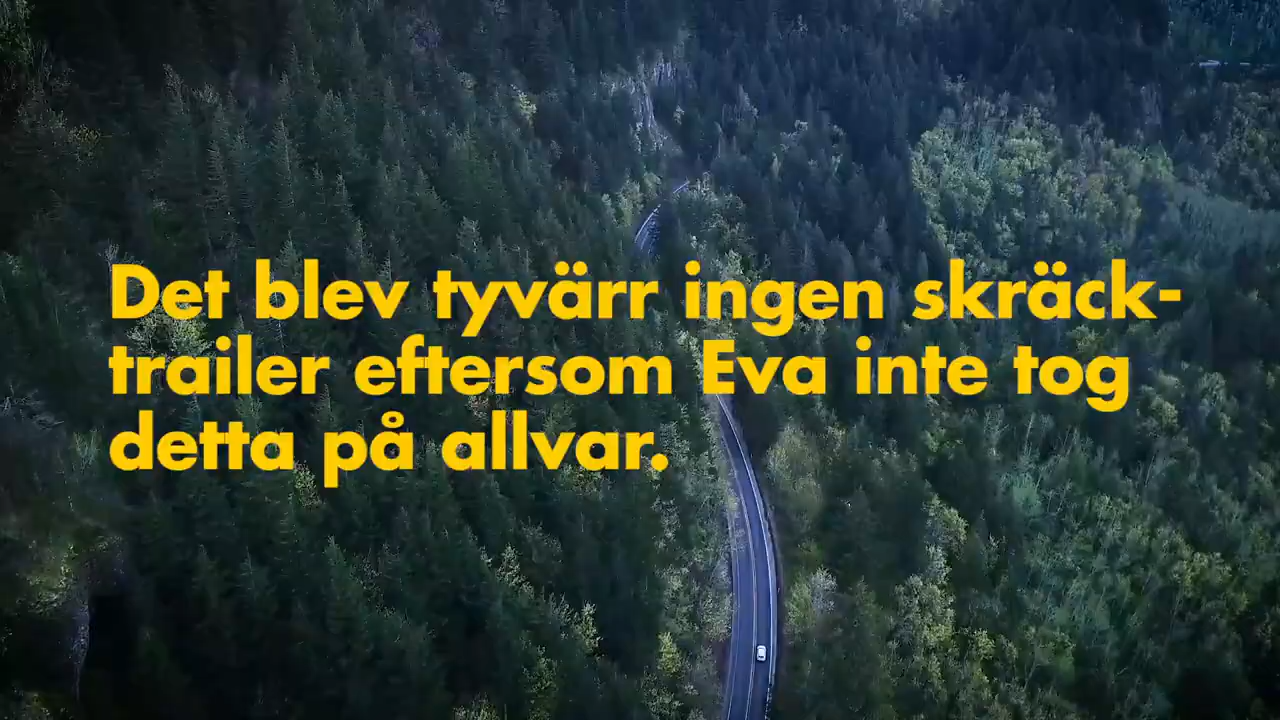 Det blev tyvärr ingen skräck-
trailer eftersom Eva inte tog
detta på allvar.